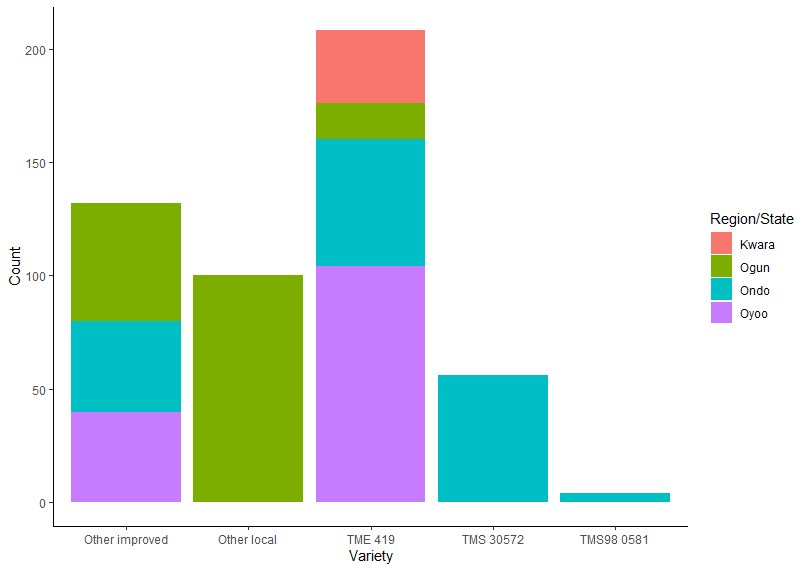 200
150
100
50
0
Count
Other improved
Other local
TME 419
TMS 30572
TMS98 0581
Variety
Region/State
Kwara
Ogun
Ondo
Oyoo